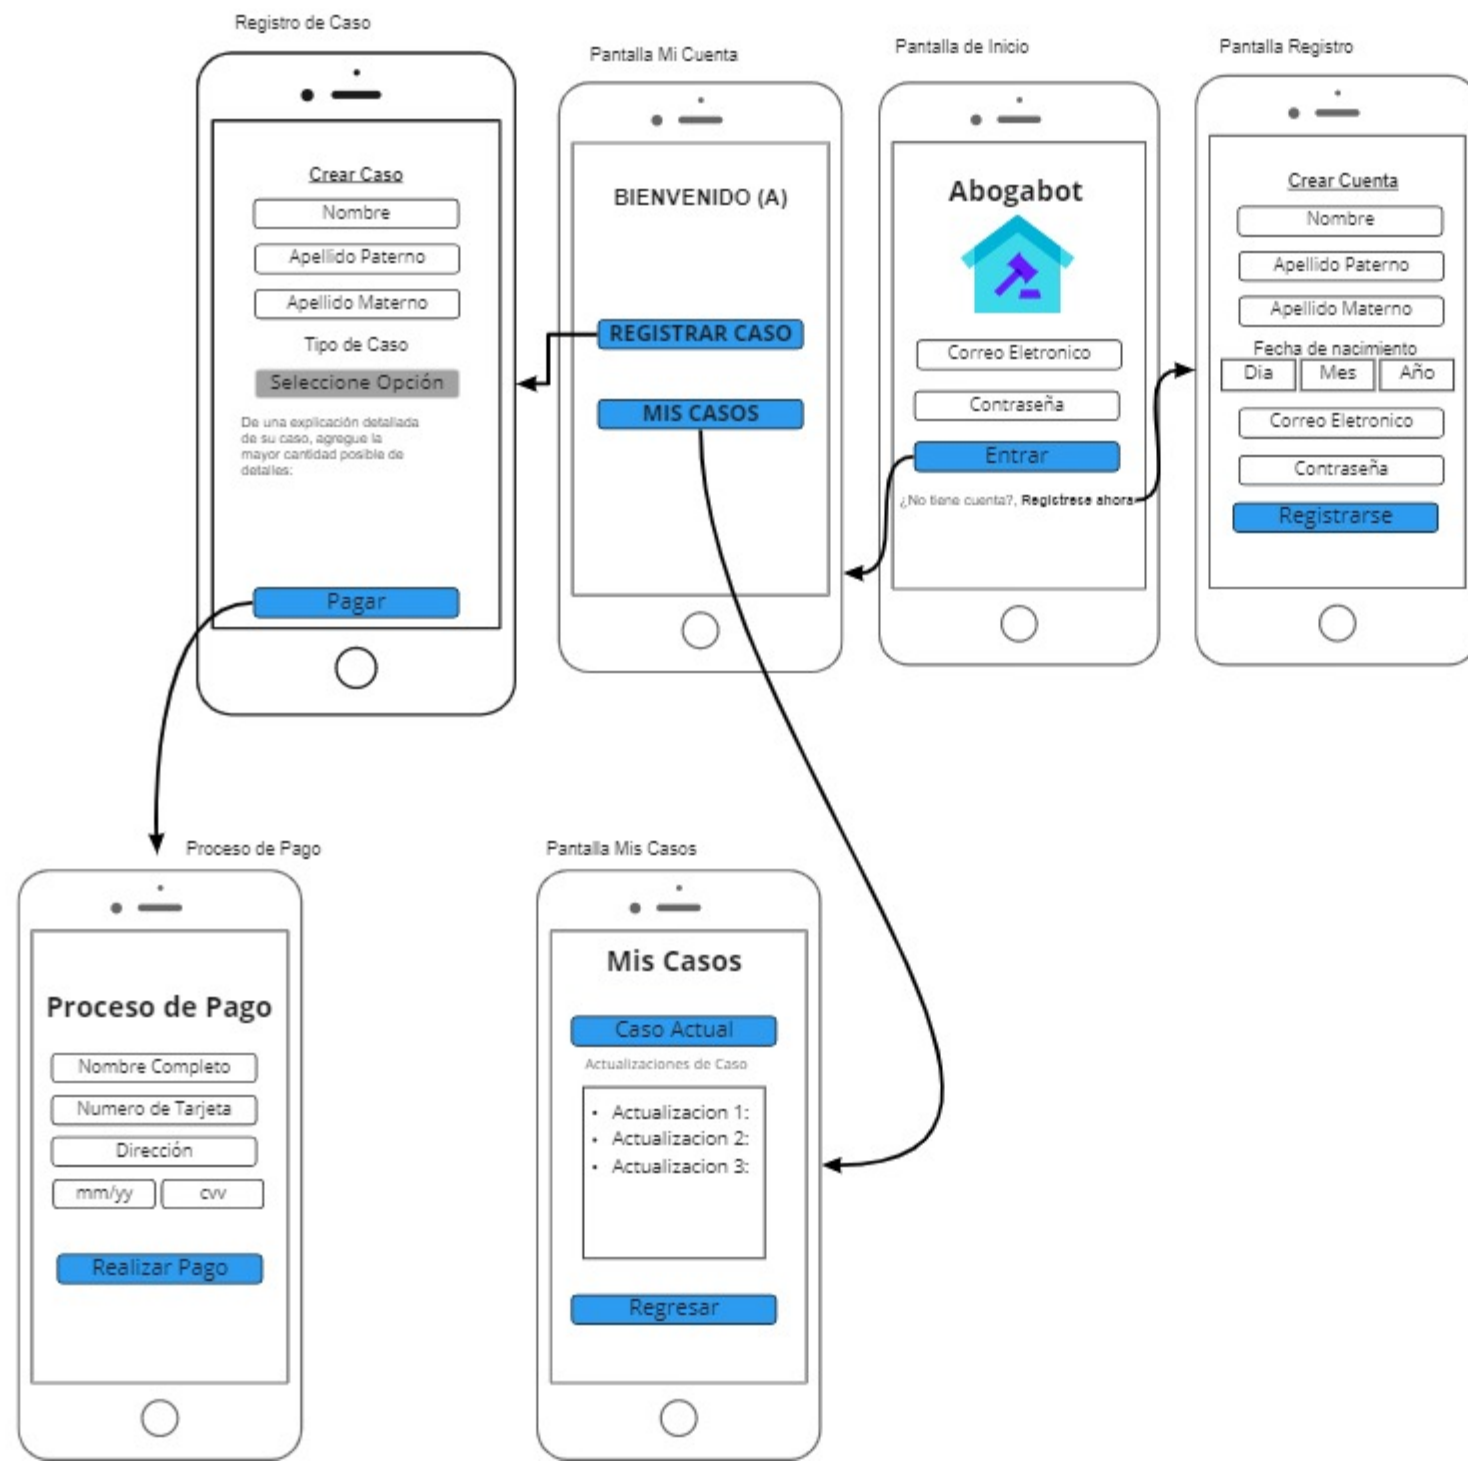 Registro de Caso
Crear Caso
Nombre
Apellido Paterno
Apellido Materno
Tipo de Caso
Seleccione Opción
De una explicación detallada
de su caso, agregue la
mayor cantidad posible de
detalles:
Pagar
Pantalla Mi Cuenta
BIENVENIDO (A)
REGISTRAR CASO
MIS CASOS
Pantalla de Inicio
Abogabot
Correo Eletronico
Contraseña
Entrar
¿No tiene cuenta?, Registrese ahora
Pantalla Registro
Crear Cuenta
Nombre
Apellido Paterno
Apellido Materno
Fecha de nacimiento
Dia Mes Año
Correo Eletronico
Contraseña
Registrarse
Proceso de Pago
Proceso de Pago
Nombre Completo
Numero de Tarjeta
Dirección
mm/yy cvv
Realizar Pago
Pantalla Mis Casos
Mis Casos
Caso Actual
Actualizaciones de Caso
• Actualizacion 1:
• Actualizacion 2:
• Actualizacion 3:
Regresar